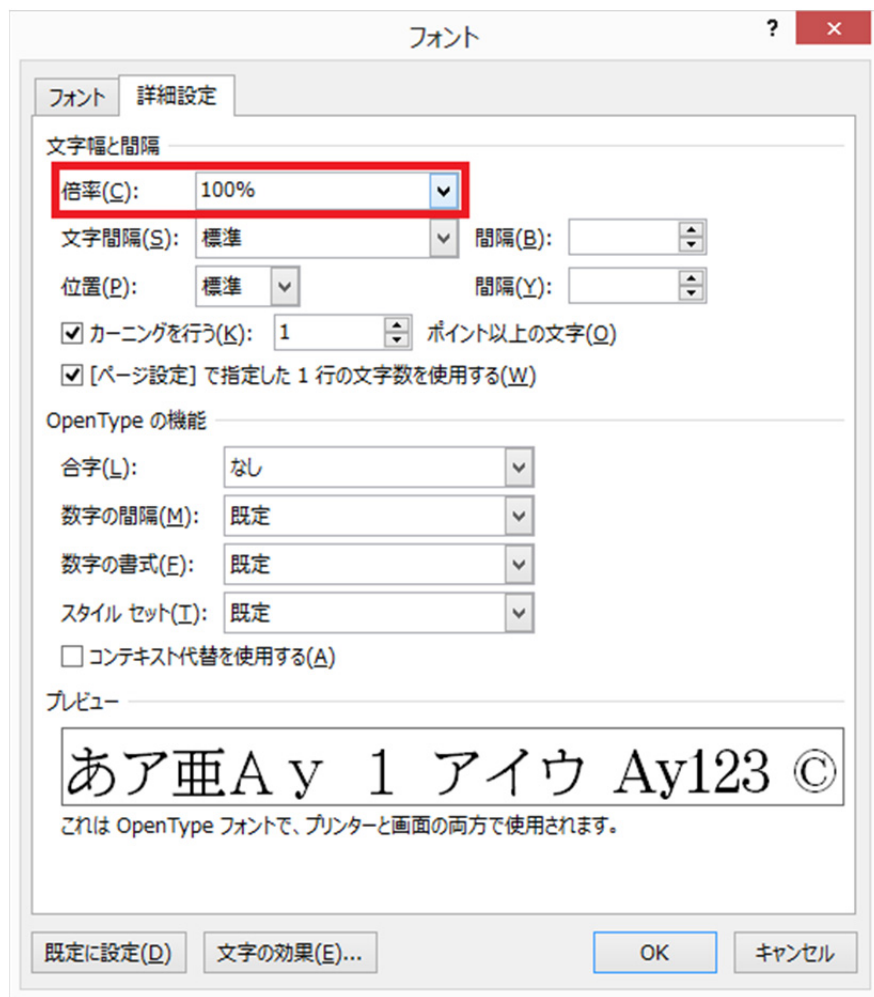 フォント
?
フォント 詳細設定
文字幅と間隔
倍率(C): 100%
文字間隔(S): 標準 間隔(B):
位置(P): 標準 間隔(Y):
カーニングを行う(K): 1 ポイント以上の文字(O)
[ページ設定] で指定した 1 行の文字数を使用する(W)
OpenType の機能
合字(L): なし
数字の間隔(M): 既定
数字の書式(F): 既定
スタイル セット(T): 既定
コンテキスト代替を使用する(A)
プレビュー
あア亜Ａｙ １ アイウ Ay123 ©
これは OpenType フォントで、プリンターと画面の両方で使用されます。
既定に設定(D) 文字の効果(E)... OK キャンセル